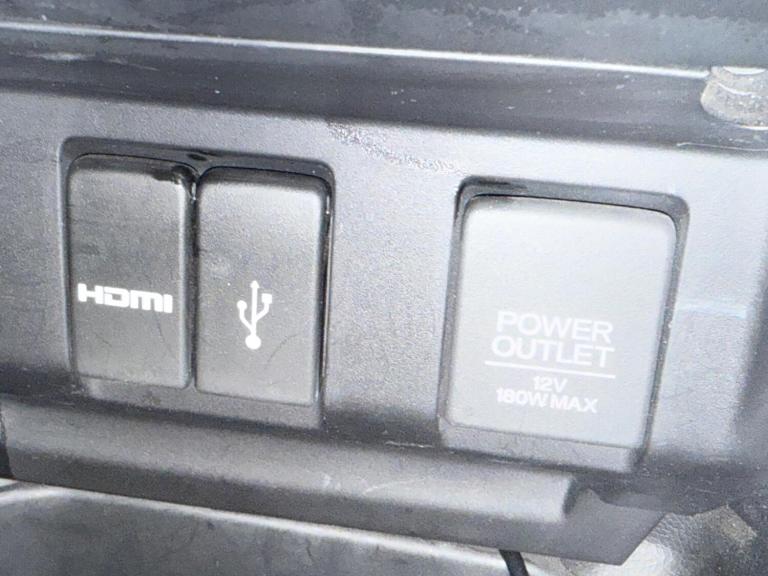 HDMI
POWER
OUTLET
12V
180W MAX